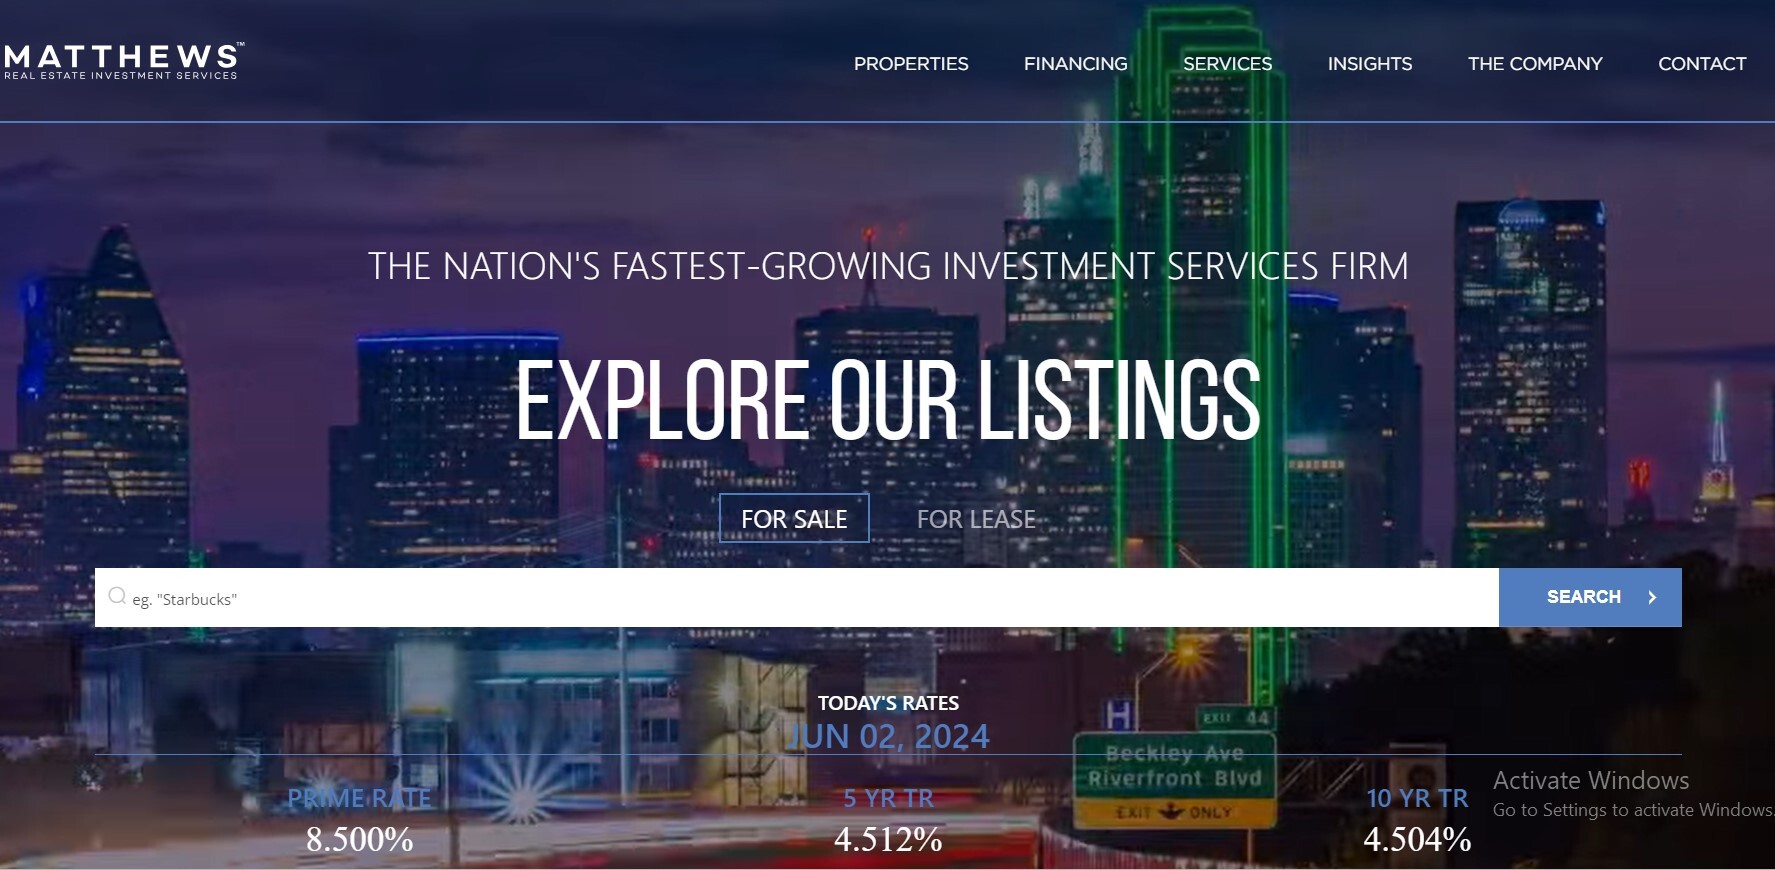 MATTHEWS™
REAL ESTATE INVESTMENT SERVICES
PROPERTIES FINANCING SERVICES INSIGHTS THE COMPANY CONTACT
THE NATION'S FASTEST-GROWING INVESTMENT SERVICES FIRM
EXPLORE OUR LISTINGS
FOR SALE FOR LEASE
eg. "Starbucks"
SEARCH
TODAY'S RATES
JUN 02, 2024
H
EXIT 44
Beckley Ave
Riverfront Blvd
EXIT ONLY
PRIME RATE
8.500%
5 YR TR
4.512%
10 YR TR
4.504%
Activate Windows
Go to Settings to activate Windows.